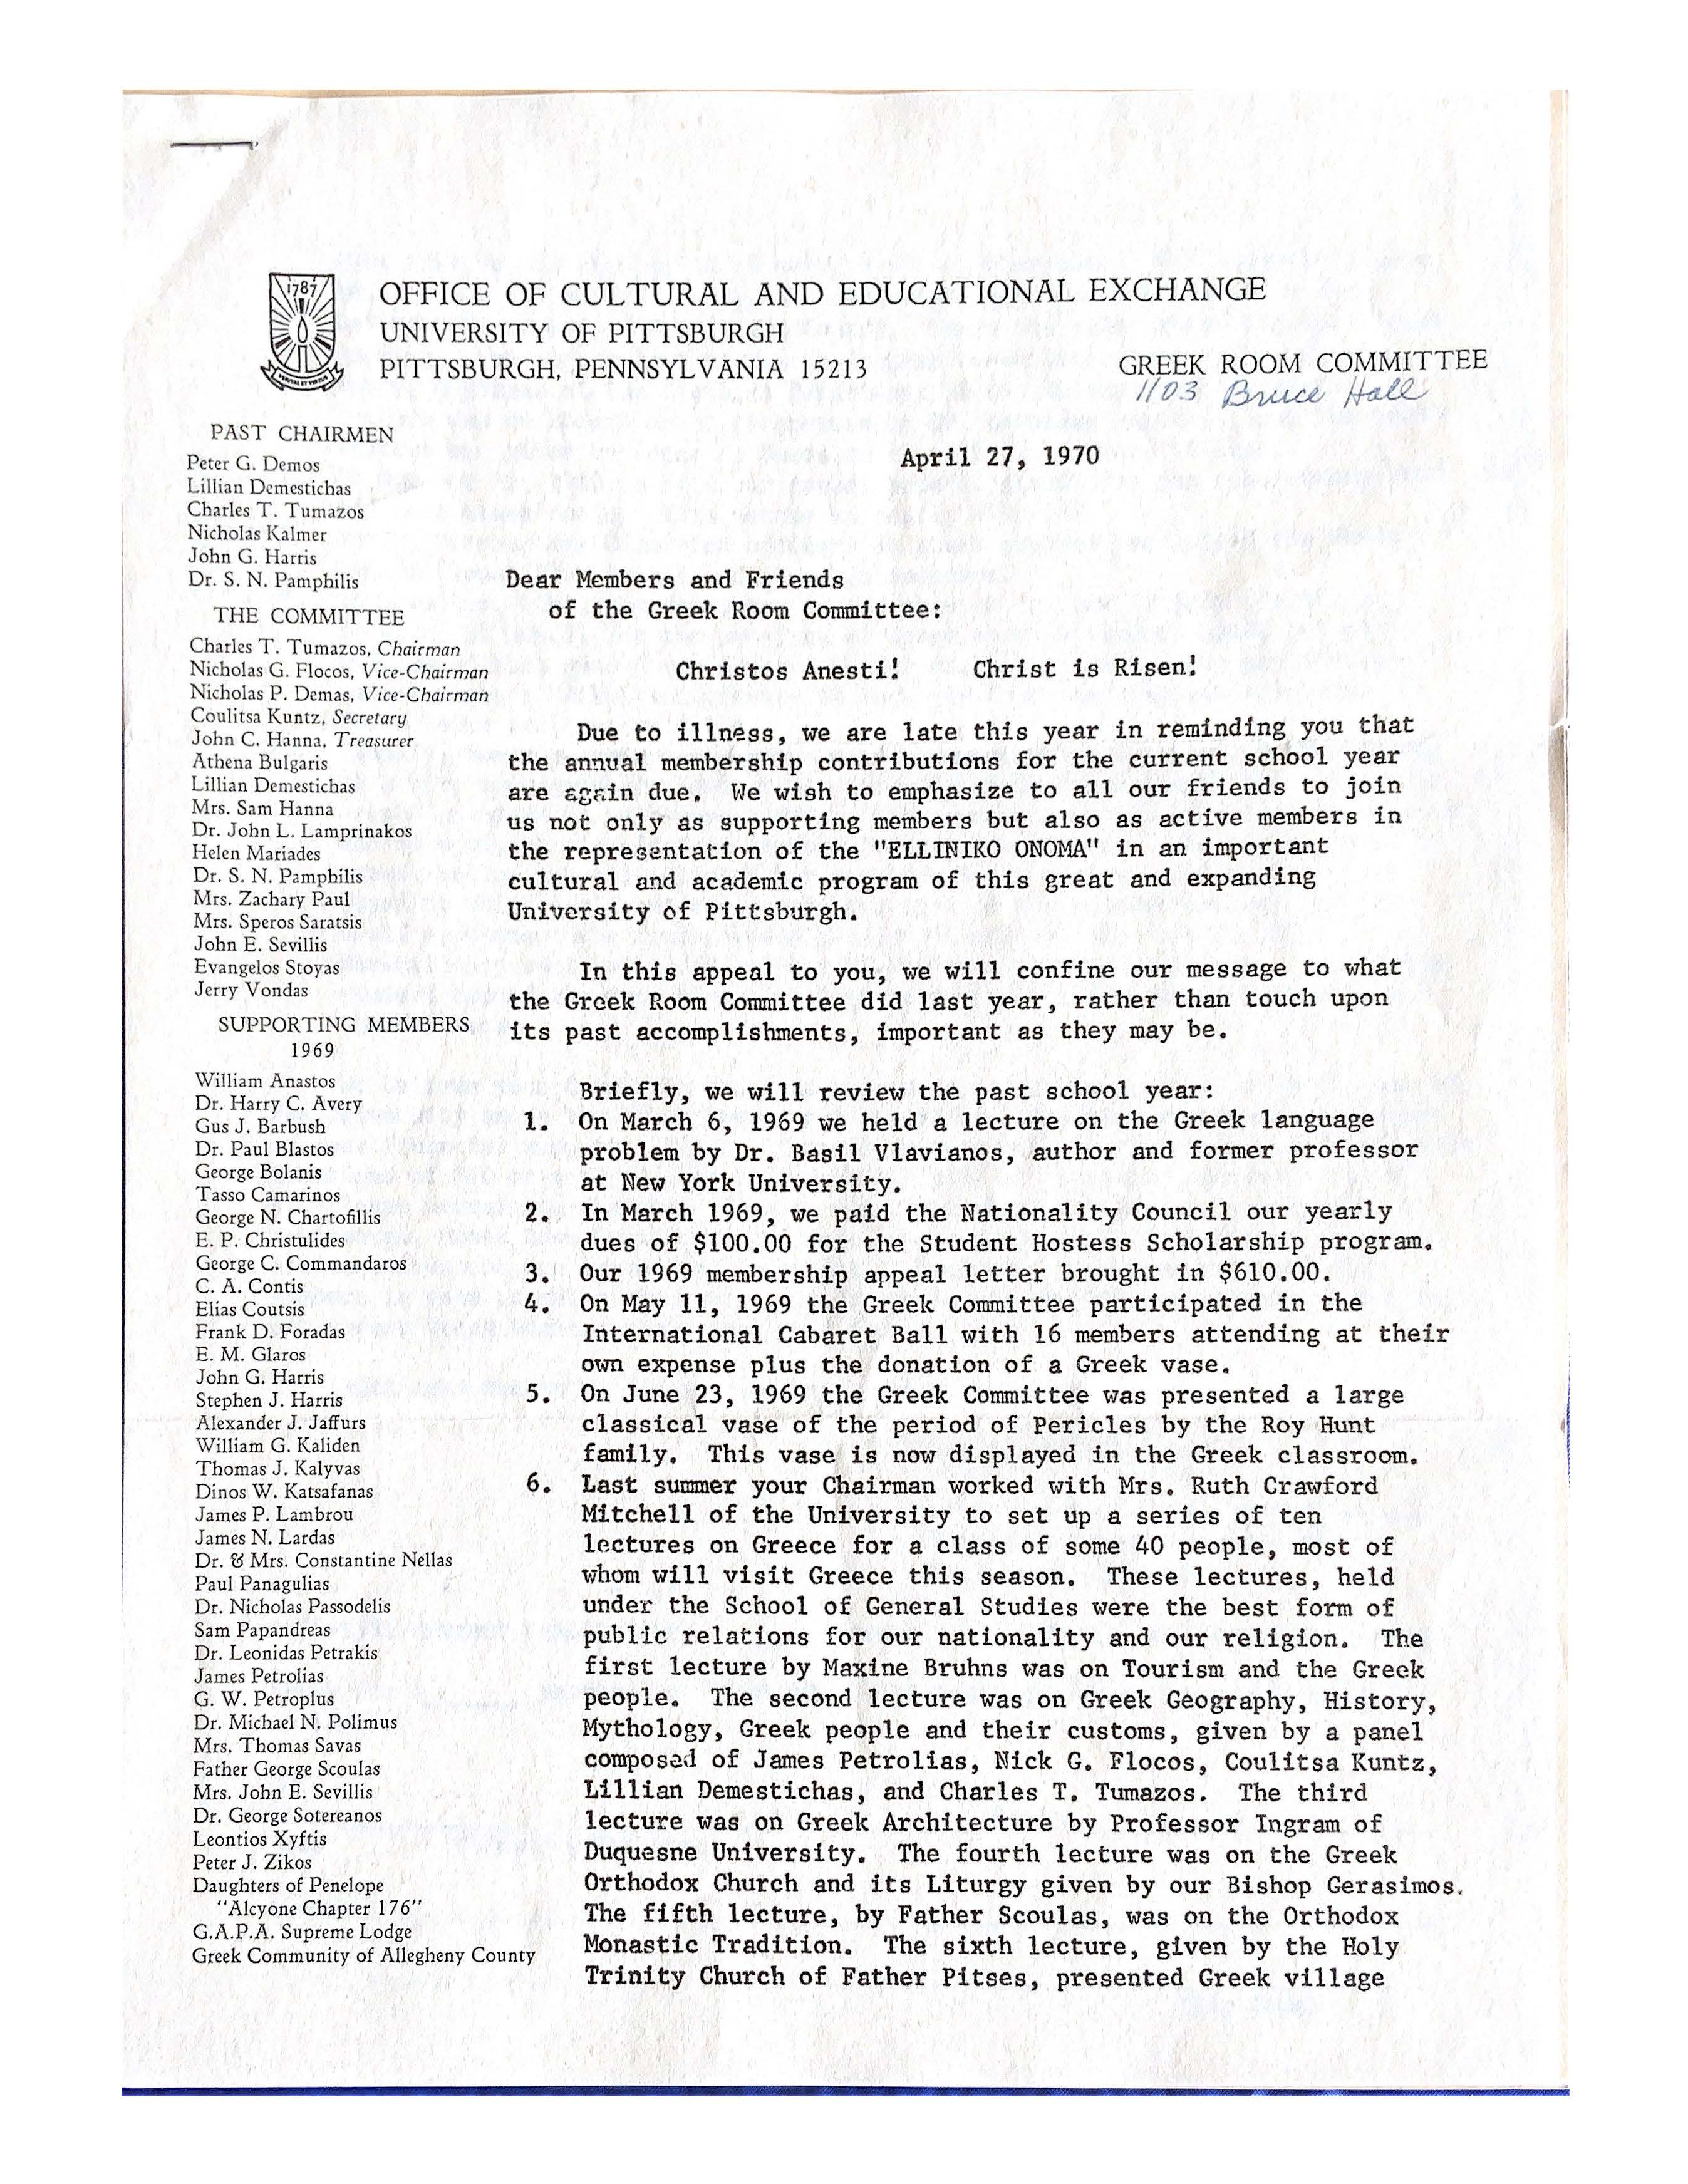 1787
OFFICE OF CULTURAL AND EDUCATIONAL EXCHANGE
UNIVERSITY OF PITTSBURGH
PITTSBURGH, PENNSYLVANIA 15213
GREEK ROOM COMMITTEE
1103 Bruce Hall
PAST CHAIRMEN
Peter G. Demos
Lillian Demestichas
Charles T. Tumazos
Nicholas Kalmer
John G. Harris
Dr. S. N. Pamphilis
THE COMMITTEE
Charles T. Tumazos, Chairman
Nicholas G. Flocos, Vice-Chairman
Nicholas P. Demas, Vice-Chairman
Coulitsa Kuntz, Secretary
John C. Hanna, Treasurer
Athena Bulgaris
Lillian Demestichas
Mrs. Sam Hanna
Dr. John L. Lamprinakos
Helen Mariades
Dr. S. N. Pamphilis
Mrs. Zachary Paul
Mrs. Speros Saratsis
John E. Sevillis
Evangelos Stoyas
Jerry Vondas
SUPPORTING MEMBERS
1969
William Anastos
Dr. Harry C. Avery
Gus J. Barbush
Dr. Paul Blastos
George Bolanis
Tasso Camarinos
George N. Chartofillis
E. P. Christulides
George C. Commandaros
C. A. Contis
Elias Coutsis
Frank D. Foradas
E. M. Glaros
John G. Harris
Stephen J. Harris
Alexander J. Jaffurs
William G. Kaliden
Thomas J. Kalyvas
Dinos W. Katsafanas
James P. Lambrou
James N. Lardas
Dr. & Mrs. Constantine Nellas
Paul Panagulias
Dr. Nicholas Passodelis
Sam Papandreas
Dr. Leonidas Petrakis
James Petrolias
G. W. Petroplus
Dr. Michael N. Polimus
Mrs. Thomas Savas
Father George Scoulas
Mrs. John E. Sevillis
Dr. George Sotereanos
Leontios Xyftis
Peter J. Zikos
Daughters of Penelope
"Alcyone Chapter 176"
G.A.P.A. Supreme Lodge
Greek Community of Allegheny County
April 27, 1970
Dear Members and Friends
of the Greek Room Committee:
Christos Anesti! Christ is Risen!
Due to illness, we are late this year in reminding you that
the annual membership contributions for the current school year
are again due. We wish to emphasize to all our friends to join
us not only as supporting members but also as active members in
the representation of the "ELLINIKO ONOMA" in an important
cultural and academic program of this great and expanding
University of Pittsburgh.
In this appeal to you, we will confine our message to what
the Greek Room Committee did last year, rather than touch upon
its past accomplishments, important as they may be.
Briefly, we will review the past school year:
1. On March 6, 1969 we held a lecture on the Greek language
problem by Dr. Basil Vlavianos, author and former professor
at New York University.
2. In March 1969, we paid the Nationality Council our yearly
dues of $100.00 for the Student Hostess Scholarship program.
3. Our 1969 membership appeal letter brought in $610.00.
4. On May 11, 1969 the Greek Committee participated in the
International Cabaret Ball with 16 members attending at their
own expense plus the donation of a Greek vase.
5. On June 23, 1969 the Greek Committee was presented a large
classical vase of the period of Pericles by the Roy Hunt
family. This vase is now displayed in the Greek classroom.
6. Last summer your Chairman worked with Mrs. Ruth Crawford
Mitchell of the University to set up a series of ten
lectures on Greece for a class of some 40 people, most of
whom will visit Greece this season. These lectures, held
under the School of General Studies were the best form of
public relations for our nationality and our religion. The
first lecture by Maxine Bruhns was on Tourism and the Greek
people. The second lecture was on Greek Geography, History,
Mythology, Greek people and their customs, given by a panel
composed of James Petrolias, Nick G. Flocos, Coulitsa Kuntz,
Lillian Demestichas, and Charles T. Tumazos. The third
lecture was on Greek Architecture by Professor Ingram of
Duquesne University. The fourth lecture was on the Greek
Orthodox Church and its Liturgy given by our Bishop Gerasimos.
The fifth lecture, by Father Scoulas, was on the Orthodox
Monastic Tradition. The sixth lecture, given by the Holy
Trinity Church of Father Pitses, presented Greek village